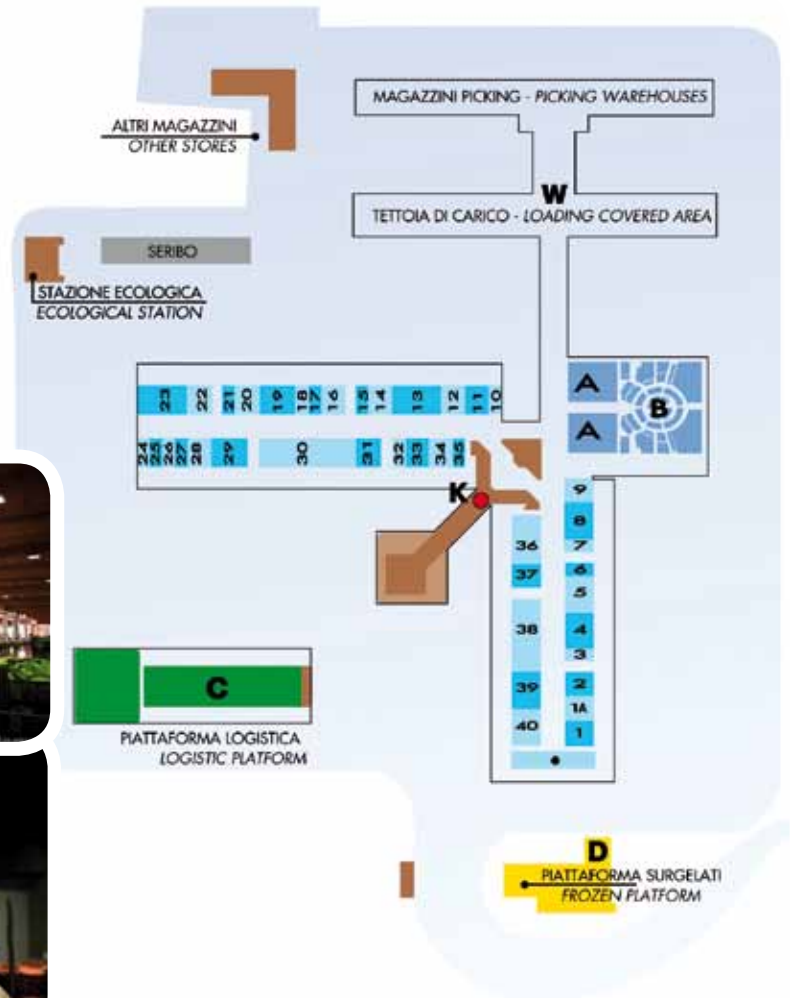 MAGAZZINI PICKING - PICKING WAREHOUSES
ALTRI MAGAZZINI
OTHER STORES
W
TETTOIA DI CARICO - LOADING COVERED AREA
SERIBO
STAZIONE ECOLOGICA
ECOLOGICAL STATION
23 22 21 20 19 18 17 16 15 14 13 12 11 10
A
B
A
24 25 26 27 28 29 30 31 32 33 34 35
K
9
8
36 7
37 6
5
38 4
3
39 2
1A
40 1
C
PIATTAFORMA LOGISTICA
LOGISTIC PLATFORM
D
PIATTAFORMA SURGELATI
FROZEN PLATFORM